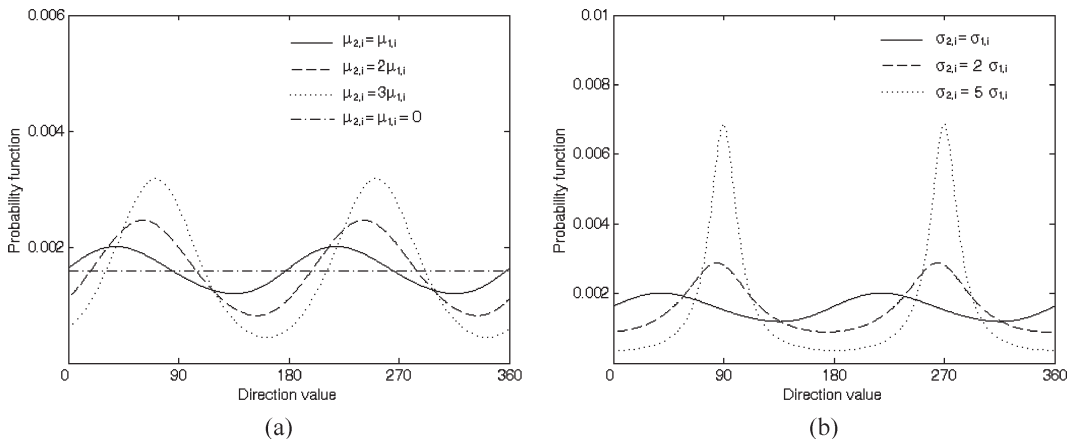 0.006
0.004
0.002
Probability function
μ2,i = μ1,i
μ2,i = 2μ1,i
μ2,i = 3μ1,i
μ2,i = μ1,i = 0
0 90 180 270 360
Direction value
(a)
0.01
0.008
0.006
0.004
0.002
Probability function
σ2,i = σ1,i
σ2,i = 2 σ1,i
σ2,i = 5 σ1,i
0 90 180 270 360
Direction value
(b)